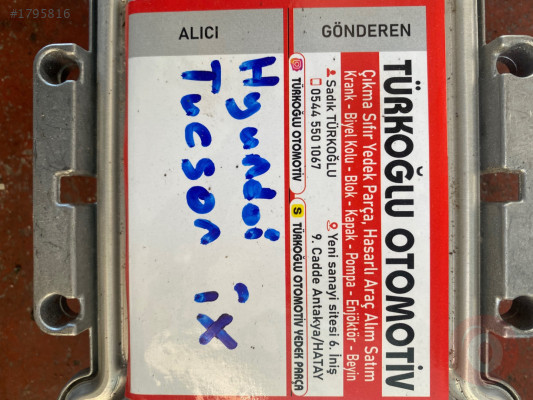 #1795816
ALICI
GÖNDEREN
TÜRKOĞLU OTOMOTİV
Çıkma Sıfır Yedek Parça, Hasarlı Araç Alım Satım
Krank - Biyel Kolu - Blok - Kapak - Pompa - Enjöktör - Beyin
Sadık TÜRKOĞLU
0544 550 1067
Yeni sanayi sitesi 6. İniş
9. Cadde Antakya/HATAY
TÜRKOĞLU OTOMOTİV
S TÜRKOĞLU OTOMOTİV YEDEK PARÇA
Hyundai
Tucson iX